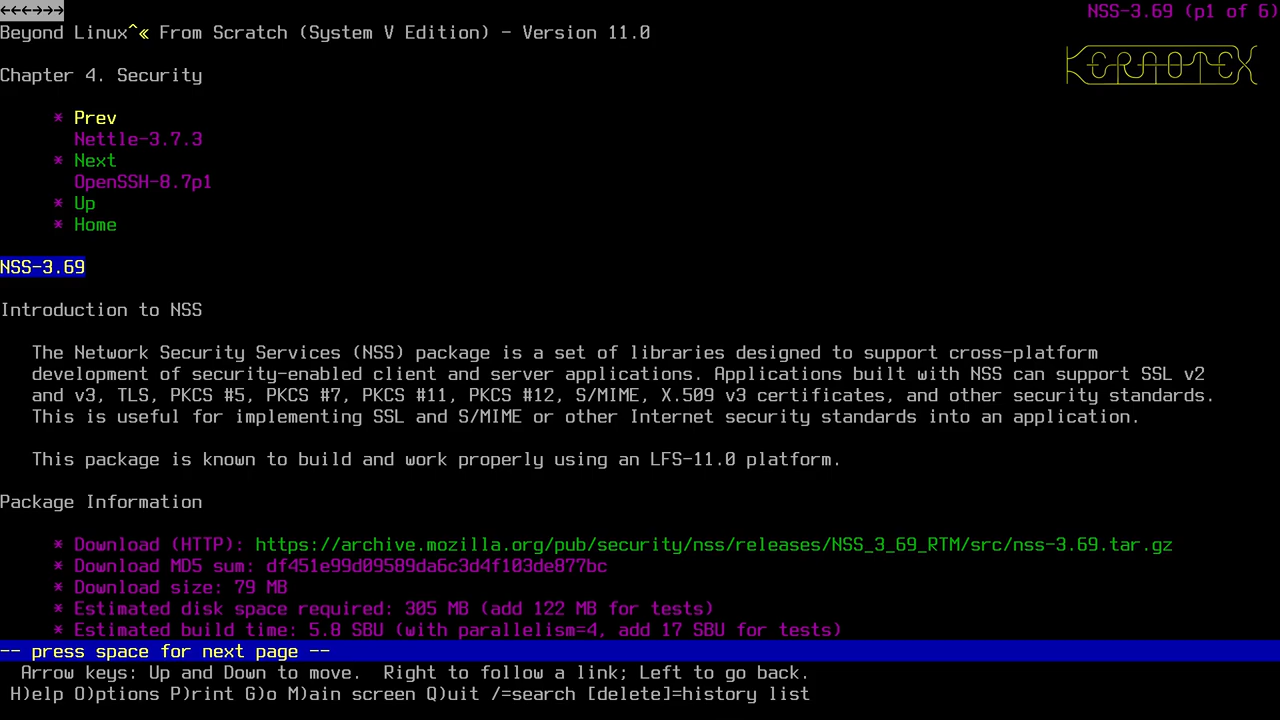 ←←←→→→ NSS-3.69 (p1 of 6)
Beyond Linux^« From Scratch (System V Edition) - Version 11.0
KERAOTEX
Chapter 4. Security
* Prev
Nettle-3.7.3
* Next
OpenSSH-8.7p1
* Up
* Home
NSS-3.69
Introduction to NSS
The Network Security Services (NSS) package is a set of libraries designed to support cross-platform
development of security-enabled client and server applications. Applications built with NSS can support SSL v2
and v3, TLS, PKCS #5, PKCS #7, PKCS #11, PKCS #12, S/MIME, X.509 v3 certificates, and other security standards.
This is useful for implementing SSL and S/MIME or other Internet security standards into an application.
This package is known to build and work properly using an LFS-11.0 platform.
Package Information
* Download (HTTP): https://archive.mozilla.org/pub/security/nss/releases/NSS_3_69_RTM/src/nss-3.69.tar.gz
* Download MD5 sum: df451e99d09589da6c3d4f103de877bc
* Download size: 79 MB
* Estimated disk space required: 305 MB (add 122 MB for tests)
* Estimated build time: 5.8 SBU (with parallelism=4, add 17 SBU for tests)
-- press space for next page --
Arrow keys: Up and Down to move.  Right to follow a link; Left to go back.
H)elp O)ptions P)rint G)o M)ain screen Q)uit /=search [delete]=history list